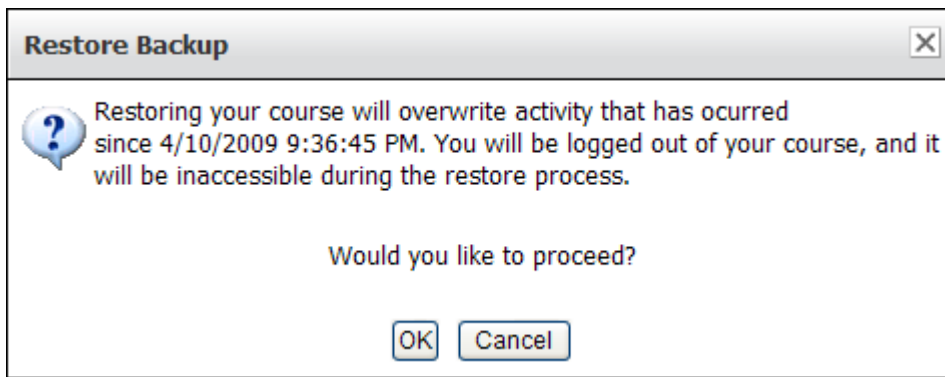 Restore Backup
Restoring your course will overwrite activity that has ocurred
since 4/10/2009 9:36:45 PM. You will be logged out of your course, and it
will be inaccessible during the restore process.
Would you like to proceed?
OK Cancel